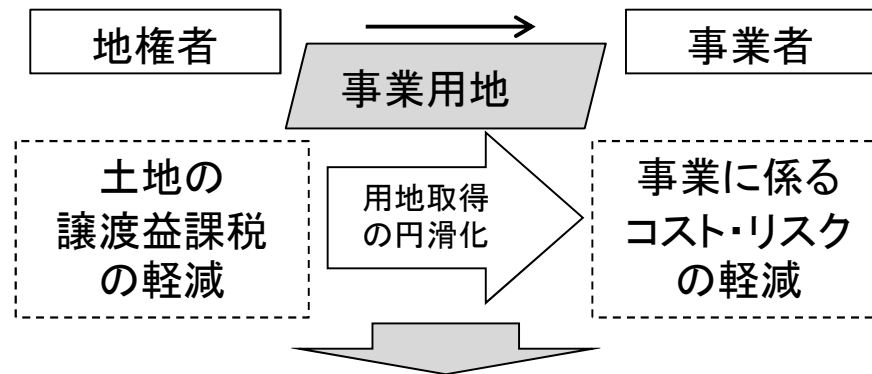 地権者
事業者
事業用地
土地の
譲渡益課税
の軽減
用地取得
の円滑化
事業に係る
コスト・リスク
の軽減